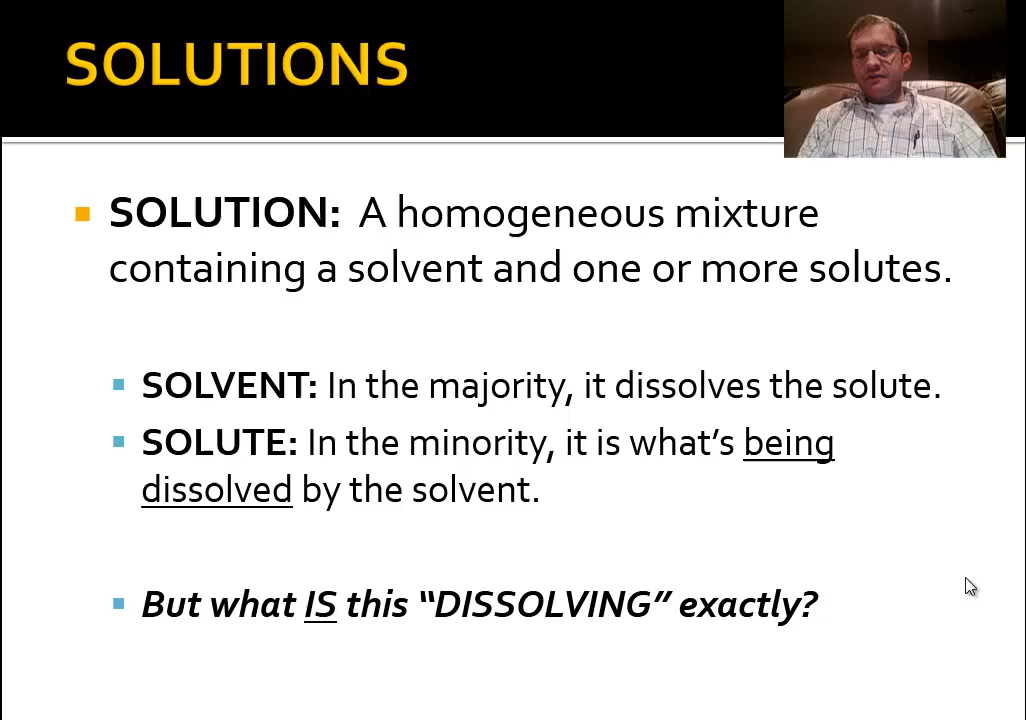 SOLUTIONS
SOLUTION: A homogeneous mixture
containing a solvent and one or more solutes.
SOLVENT: In the majority, it dissolves the solute.
SOLUTE: In the minority, it is what’s being
dissolved by the solvent.
But what IS this “DISSOLVING” exactly?